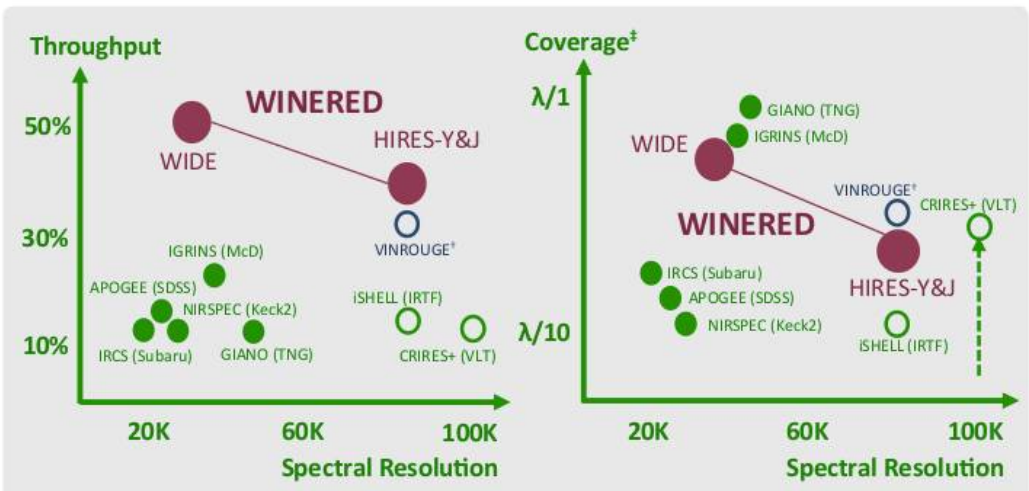 Throughput
50%
30%
10%
WINERED
WIDE
HIRES-Y&J
VINROUGE†
IGRINS (McD)
APOGEE (SDSS)
NIRSPEC (Keck2)
IRCS (Subaru)
GIANO (TNG)
iSHELL (IRTF)
CRIRES+ (VLT)
20K
60K
100K
Spectral Resolution
Coverage‡
λ/1
λ/10
GIANO (TNG)
IGRINS (McD)
WIDE
VINROUGE†
CRIRES+ (VLT)
WINERED
IRCS (Subaru)
APOGEE (SDSS)
HIRES-Y&J
NIRSPEC (Keck2)
iSHELL (IRTF)
20K
60K
100K
Spectral Resolution